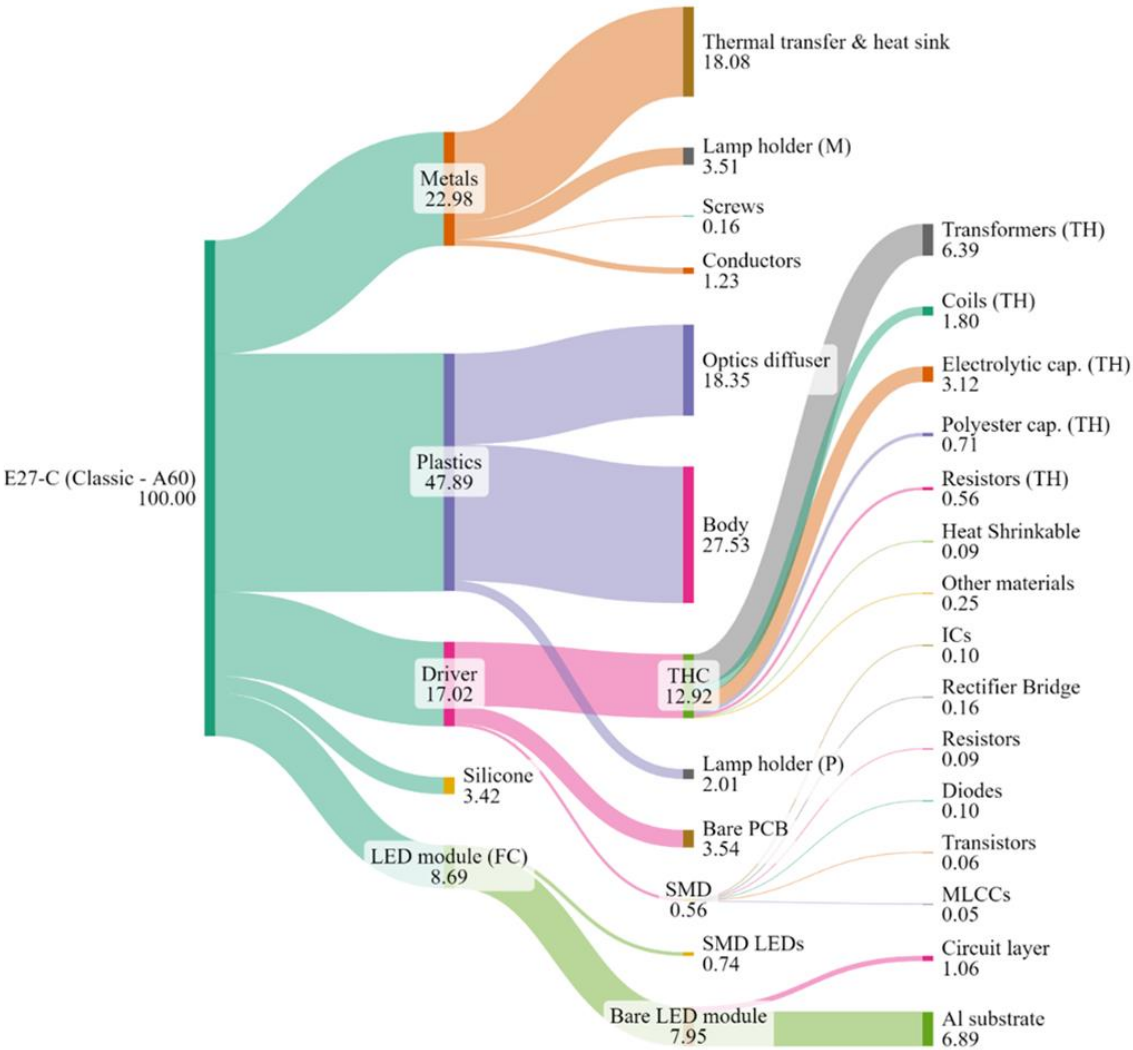 E27-C (Classic - A60)
100.00
Metals
22.98
Plastics
47.89
Driver
17.02
Silicone
3.42
LED module (FC)
8.69
Thermal transfer & heat sink
18.08
Lamp holder (M)
3.51
Screws
0.16
Conductors
1.23
Optics diffuser
18.35
Body
27.53
THC
12.92
Lamp holder (P)
2.01
Bare PCB
3.54
SMD
0.56
SMD LEDs
0.74
Bare LED module
7.95
Transformers (TH)
6.39
Coils (TH)
1.80
Electrolytic cap. (TH)
3.12
Polyester cap. (TH)
0.71
Resistors (TH)
0.56
Heat Shrinkable
0.09
Other materials
0.25
ICs
0.10
Rectifier Bridge
0.16
Resistors
0.09
Diodes
0.10
Transistors
0.06
MLCCs
0.05
Circuit layer
1.06
Al substrate
6.89